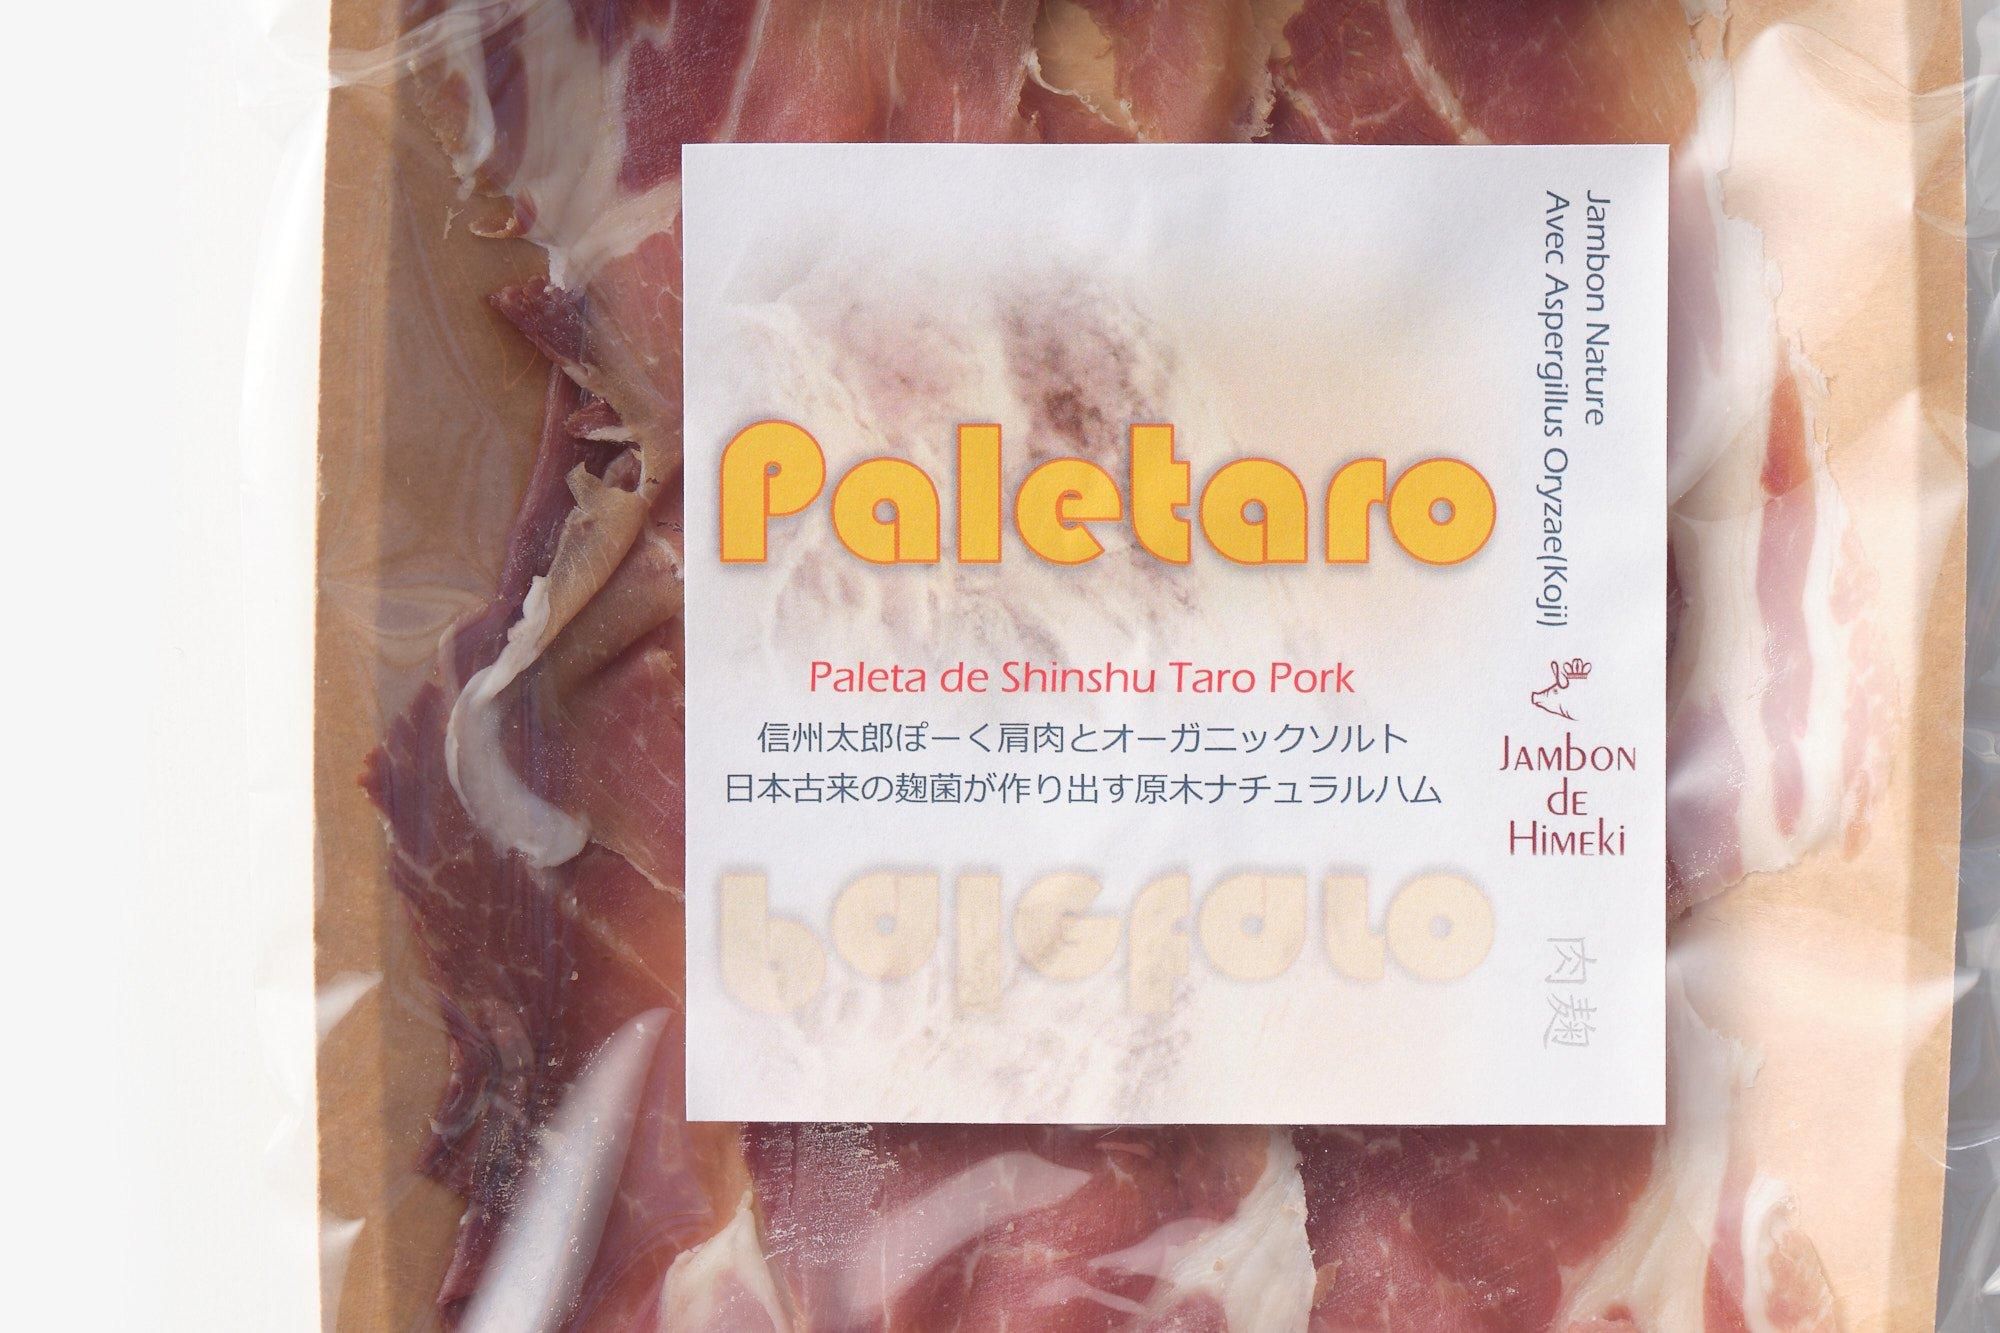 Paletaro
Paleta de Shinshu Taro Pork
信州太郎ぽーく肩肉とオーガニックソルト
日本古来の麹菌が作り出す原木ナチュラルハム
Paletaro
Jambon Nature
Avec Aspergillus Oryzae(Koji)
JAMBON
DE
HIMEKI
肉麹